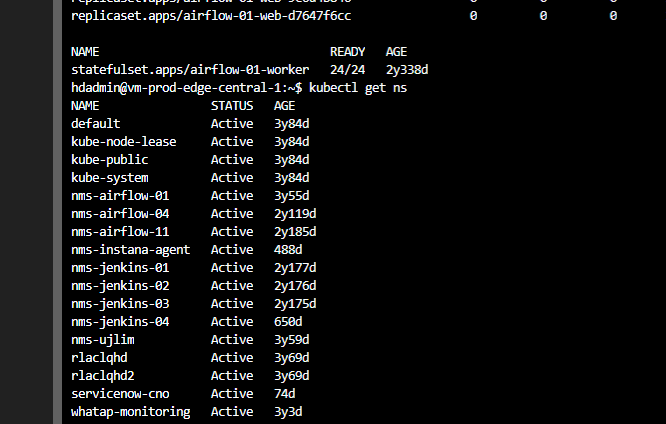 replicaset.apps/airflow-01-web-d7647f6cc 0 0 0
NAME READY AGE
statefulset.apps/airflow-01-worker 24/24 2y338d
hdadmin@vm-prod-edge-central-1:~$ kubectl get ns
NAME STATUS AGE
default Active 3y84d
kube-node-lease Active 3y84d
kube-public Active 3y84d
kube-system Active 3y84d
nms-airflow-01 Active 3y55d
nms-airflow-04 Active 2y119d
nms-airflow-11 Active 2y185d
nms-instana-agent Active 488d
nms-jenkins-01 Active 2y177d
nms-jenkins-02 Active 2y176d
nms-jenkins-03 Active 2y175d
nms-jenkins-04 Active 650d
nms-ujlim Active 3y59d
rlaclqhd Active 3y69d
rlaclqhd2 Active 3y69d
servicenow-cno Active 74d
whatap-monitoring Active 3y3d